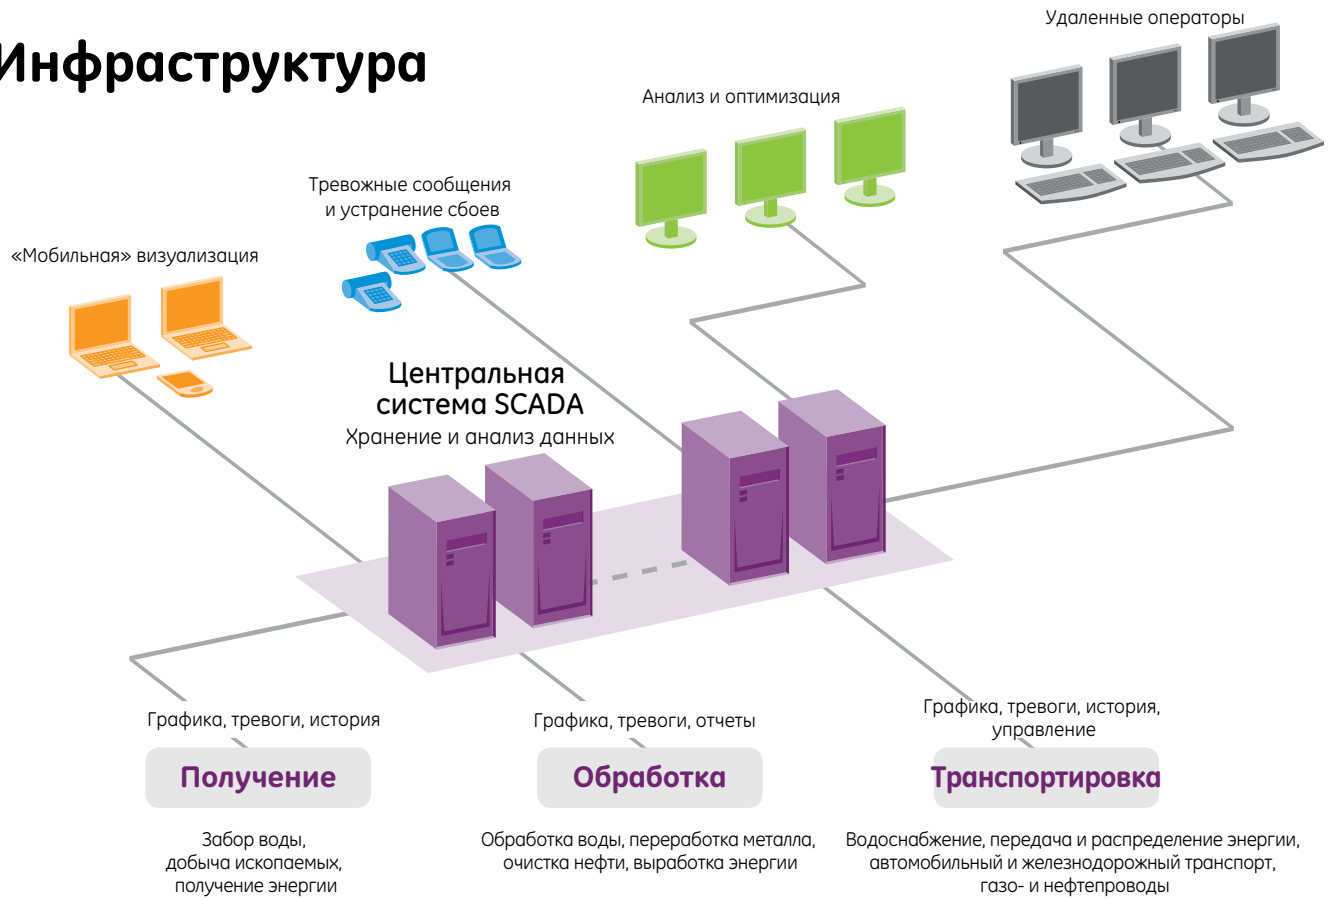 Удаленные операторы
Инфраструктура
Анализ и оптимизация
Тревожные сообщения
и устранение сбоев
«Мобильная» визуализация
Центральная
система SCADA
Хранение и анализ данных
Графика, тревоги, история
Получение
Забор воды,
добыча ископаемых,
получение энергии
Графика, тревоги, отчеты
Обработка
Обработка воды, переработка металла,
очистка нефти, выработка энергии
Графика, тревоги, история,
управление
Транспортировка
Водоснабжение, передача и распределение энергии,
автомобильный и железнодорожный транспорт,
газо- и нефтепроводы